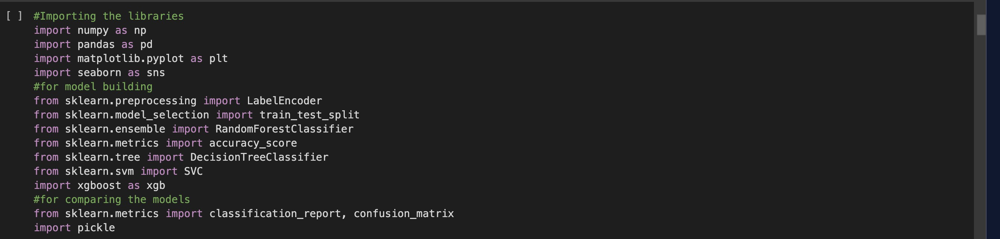 [ ] #Importing the libraries
import numpy as np
import pandas as pd
import matplotlib.pyplot as plt
import seaborn as sns
#for model building
from sklearn.preprocessing import LabelEncoder
from sklearn.model_selection import train_test_split
from sklearn.ensemble import RandomForestClassifier
from sklearn.metrics import accuracy_score
from sklearn.tree import DecisionTreeClassifier
from sklearn.svm import SVC
import xgboost as xgb
#for comparing the models
from sklearn.metrics import classification_report, confusion_matrix
import pickle